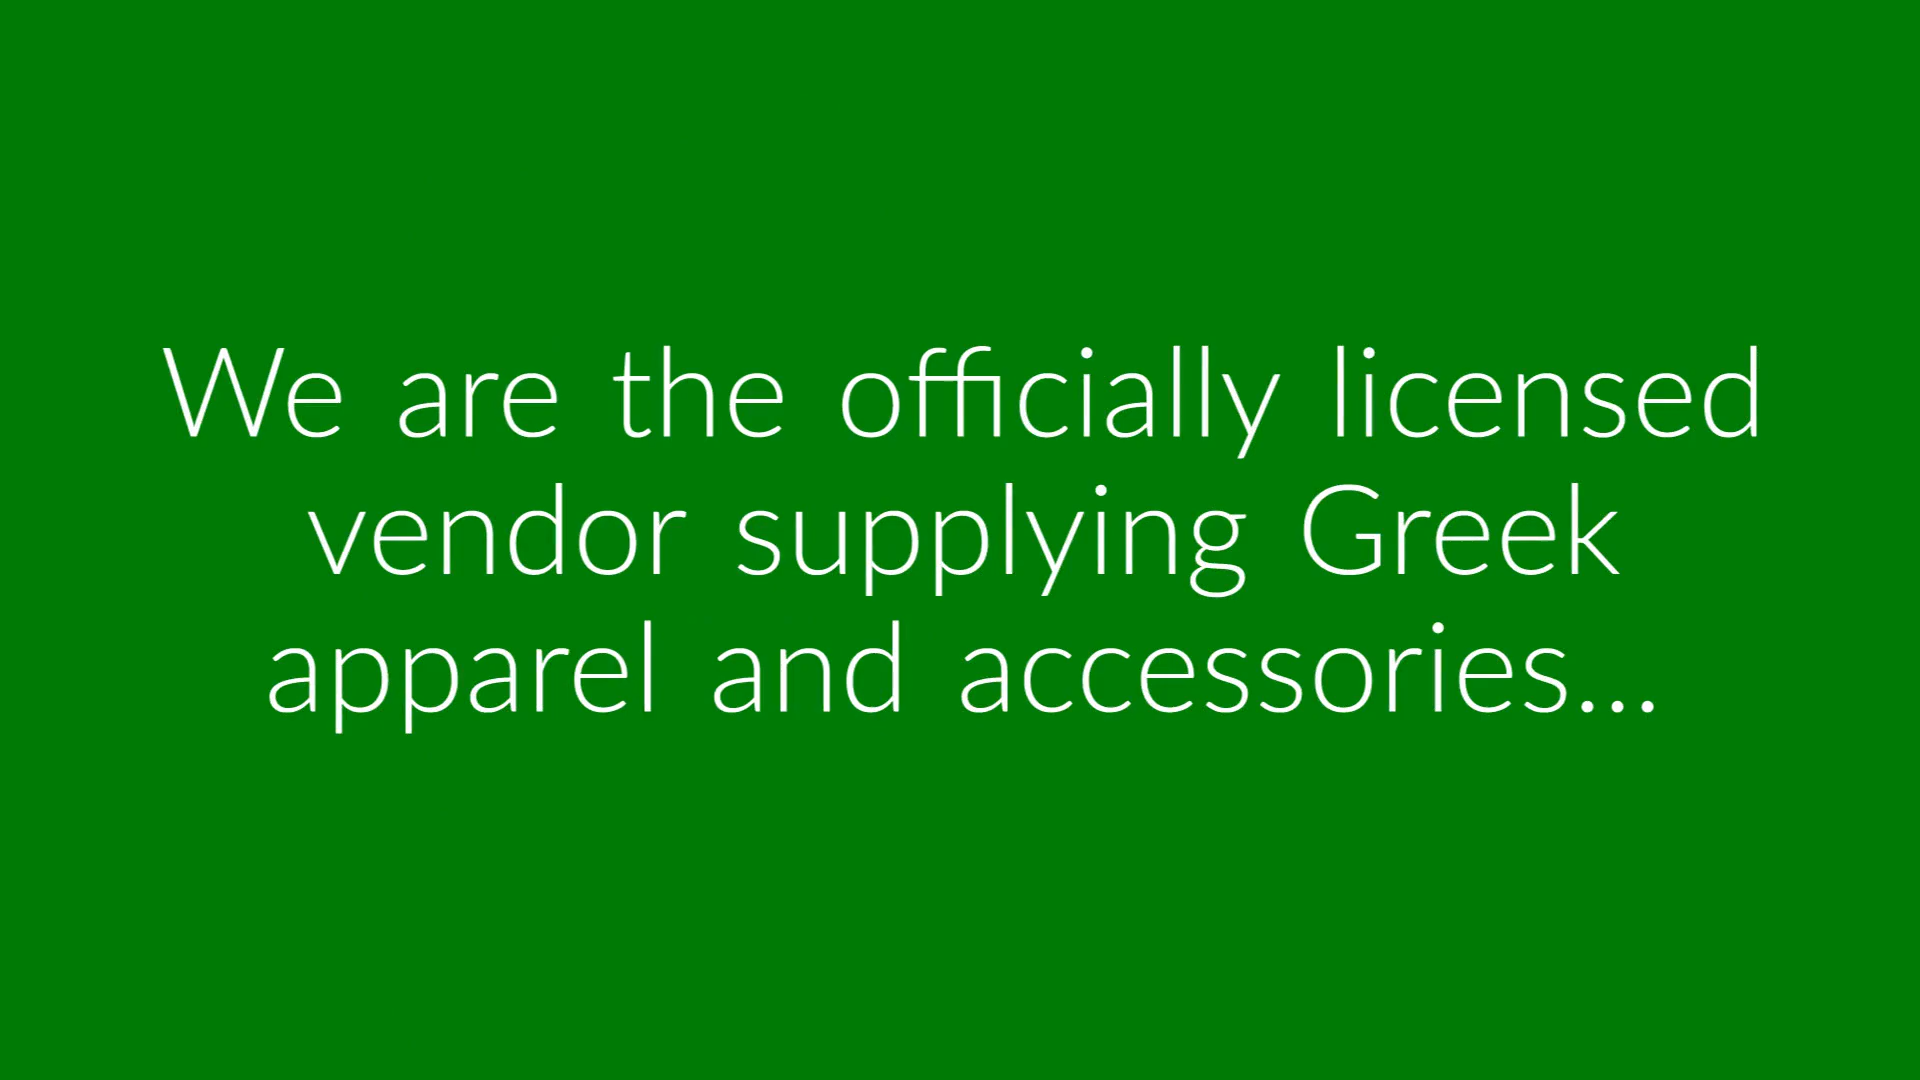 We are the officially licensed
vendor supplying Greek
apparel and accessories...